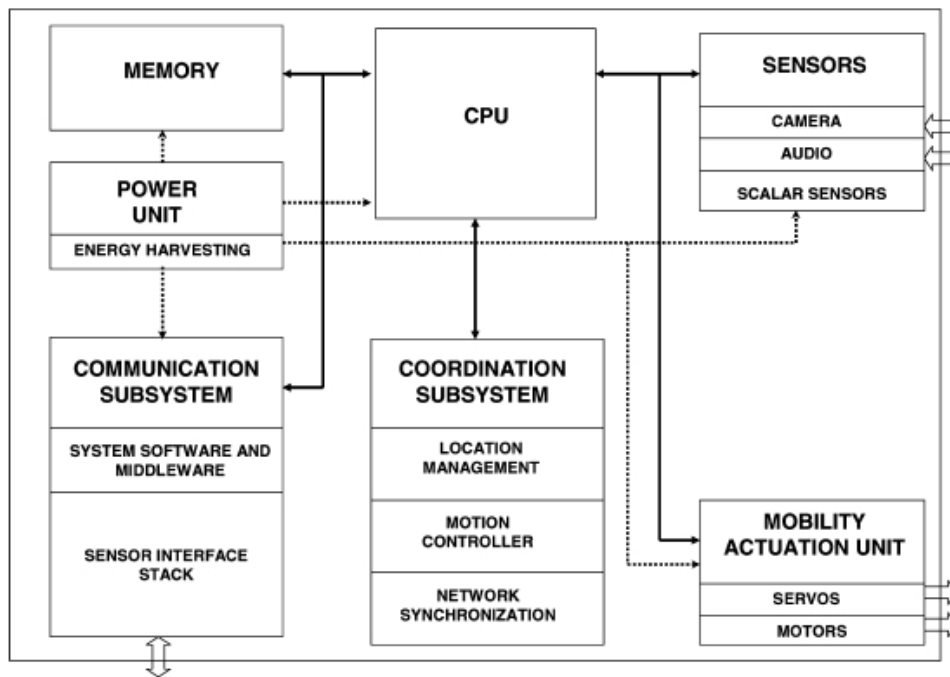 MEMORY
CPU
SENSORS
CAMERA
AUDIO
SCALAR SENSORS
POWER
UNIT
ENERGY HARVESTING
COMMUNICATION
SUBSYSTEM
SYSTEM SOFTWARE AND
MIDDLEWARE
SENSOR INTERFACE
STACK
COORDINATION
SUBSYSTEM
LOCATION
MANAGEMENT
MOTION
CONTROLLER
NETWORK
SYNCHRONIZATION
MOBILITY
ACTUATION UNIT
SERVOS
MOTORS